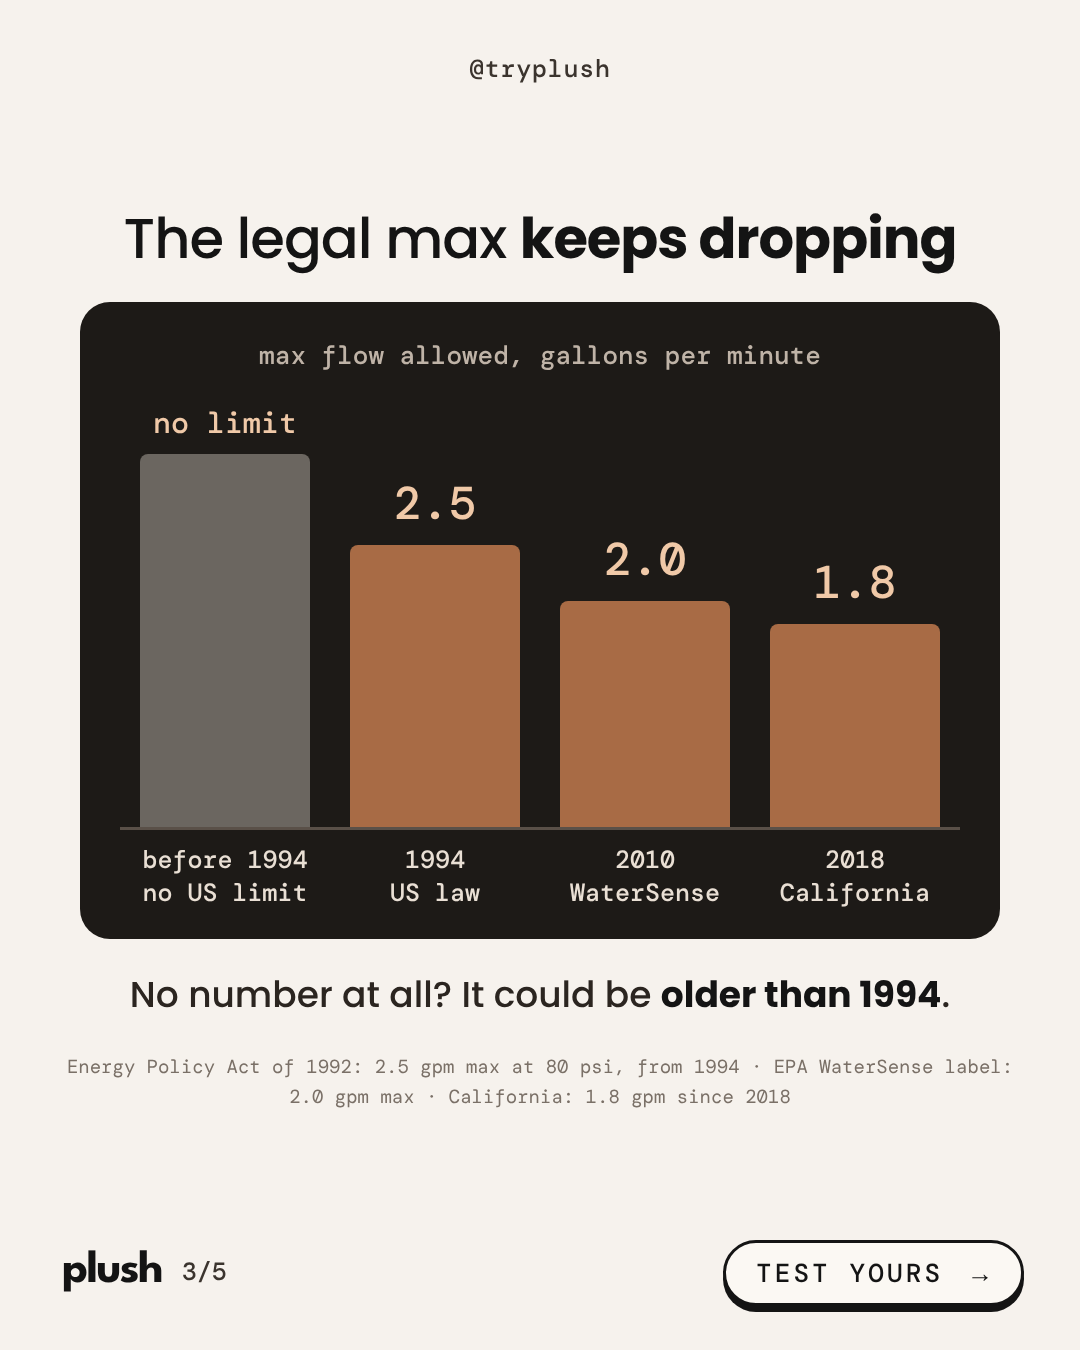 @tryplush
The legal max keeps dropping
max flow allowed, gallons per minute
no limit
2.5
2.0
1.8
before 1994
no US limit
1994
US law
2010
WaterSense
2018
California
No number at all? It could be older than 1994.
Energy Policy Act of 1992: 2.5 gpm max at 80 psi, from 1994 · EPA WaterSense label:
2.0 gpm max · California: 1.8 gpm since 2018
plush 3/5
TEST YOURS →